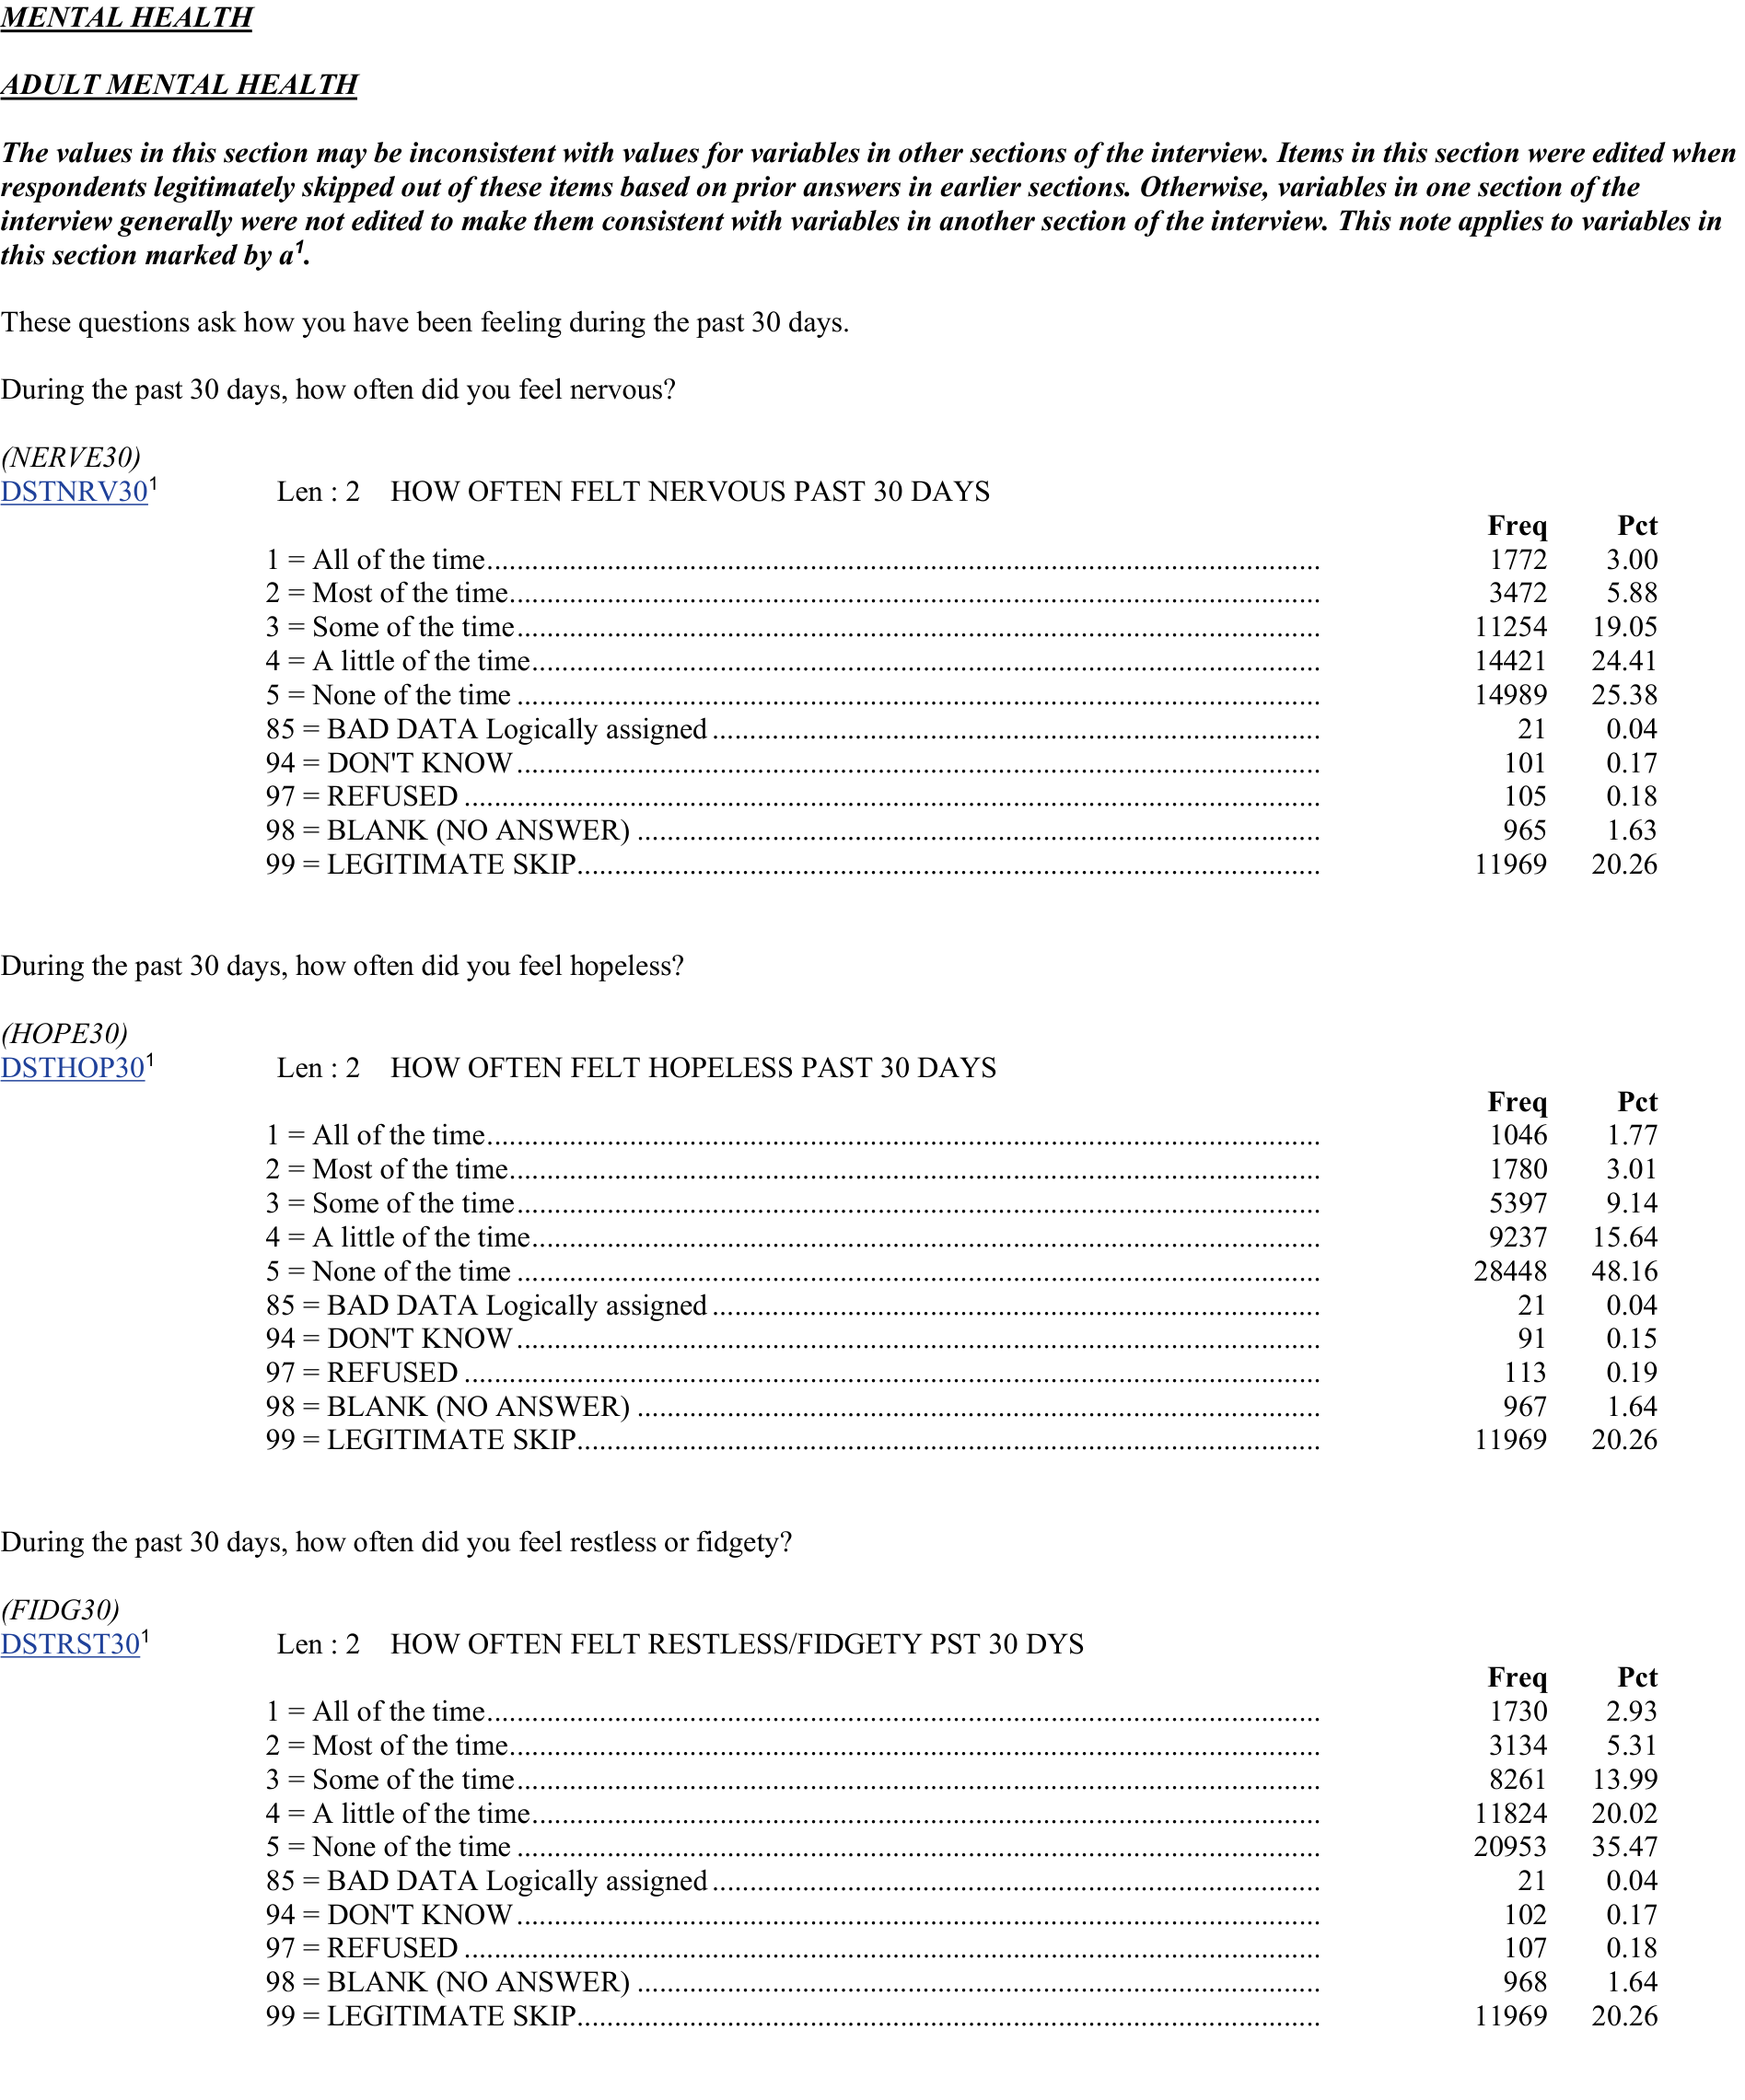 MENTAL HEALTH
ADULT MENTAL HEALTH
The values in this section may be inconsistent with values for variables in other sections of the interview. Items in this section were edited when
respondents legitimately skipped out of these items based on prior answers in earlier sections. Otherwise, variables in one section of the
interview generally were not edited to make them consistent with variables in another section of the interview. This note applies to variables in
this section marked by a¹.
These questions ask how you have been feeling during the past 30 days.
During the past 30 days, how often did you feel nervous?
(NERVE30)
DSTNRV30¹ Len : 2 HOW OFTEN FELT NERVOUS PAST 30 DAYS
Freq Pct
1 = All of the time.......... 1772 3.00
2 = Most of the time.......... 3472 5.88
3 = Some of the time.......... 11254 19.05
4 = A little of the time.......... 14421 24.41
5 = None of the time .......... 14989 25.38
85 = BAD DATA Logically assigned .......... 21 0.04
94 = DON'T KNOW .......... 101 0.17
97 = REFUSED .......... 105 0.18
98 = BLANK (NO ANSWER) .......... 965 1.63
99 = LEGITIMATE SKIP.......... 11969 20.26
During the past 30 days, how often did you feel hopeless?
(HOPE30)
DSTHOP30¹ Len : 2 HOW OFTEN FELT HOPELESS PAST 30 DAYS
Freq Pct
1 = All of the time.......... 1046 1.77
2 = Most of the time.......... 1780 3.01
3 = Some of the time.......... 5397 9.14
4 = A little of the time.......... 9237 15.64
5 = None of the time .......... 28448 48.16
85 = BAD DATA Logically assigned .......... 21 0.04
94 = DON'T KNOW .......... 91 0.15
97 = REFUSED .......... 113 0.19
98 = BLANK (NO ANSWER) .......... 967 1.64
99 = LEGITIMATE SKIP.......... 11969 20.26
During the past 30 days, how often did you feel restless or fidgety?
(FIDG30)
DSTRST30¹ Len : 2 HOW OFTEN FELT RESTLESS/FIDGETY PST 30 DYS
Freq Pct
1 = All of the time.......... 1730 2.93
2 = Most of the time.......... 3134 5.31
3 = Some of the time.......... 8261 13.99
4 = A little of the time.......... 11824 20.02
5 = None of the time .......... 20953 35.47
85 = BAD DATA Logically assigned .......... 21 0.04
94 = DON'T KNOW .......... 102 0.17
97 = REFUSED .......... 107 0.18
98 = BLANK (NO ANSWER) .......... 968 1.64
99 = LEGITIMATE SKIP.......... 11969 20.26